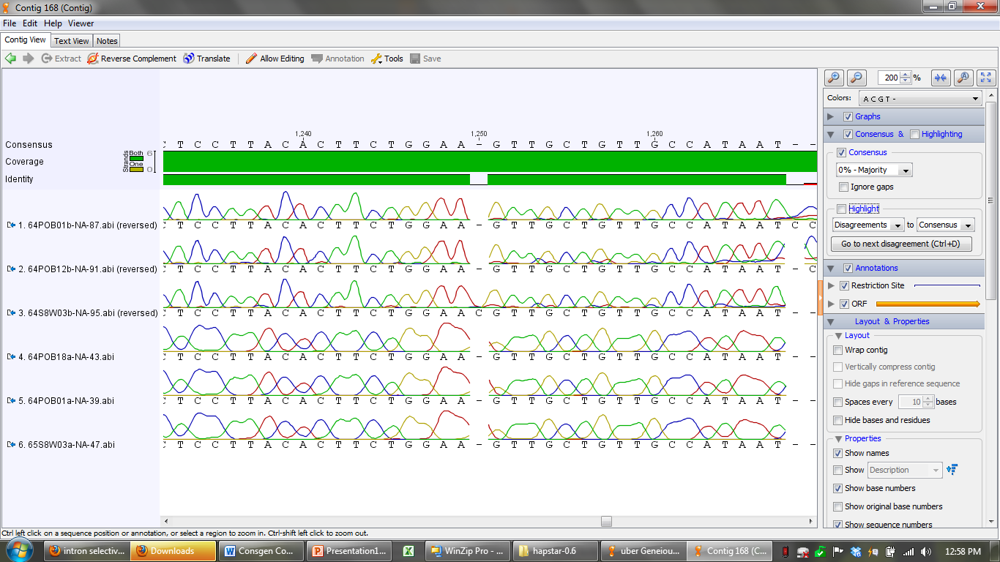 Contig 168 (Contig)
File Edit Help Viewer
Contig View Text View Notes
Extract Reverse Complement Translate Allow Editing Annotation Tools Save
200 %
Colors: A C G T -
Graphs
Consensus & Highlighting
Consensus
0% - Majority
Ignore gaps
Highlight
Disagreements to Consensus
Go to next disagreement (Ctrl+D)
Annotations
Restriction Site
ORF
Layout & Properties
Layout
Wrap contig
Vertically compress contig
Hide gaps in reference sequence
Spaces every 10 bases
Hide bases and residues
Properties
Show names
Show Description
Show base numbers
Show original base numbers
Show sequence numbers
1,240 1,250 1,260
Consensus C T C C T T A C A C T T C T G G A A - G T T G C T G T T G C C A T A A T - -
Coverage Strands Both 6
One 0
Identity
1. 64POB01b-NA-87.abi (reversed) C T C C T T A C A C T T C T G G A A - G T T G C T G T T G C C A T A A T C C
2. 64POB12b-NA-91.abi (reversed) C T C C T T A C A C T T C T G G A A - G T T G C T G T T G C C A T A A T - C
3. 64S8W03b-NA-95.abi (reversed) C T C C T T A C A C T T C T G G A A C G T T G C T G T T G C C A T A A T - -
4. 64POB18a-NA-43.abi C T C C T T A C A C T T C T G G A A - G T T G C T G T T G C C A T A A T - -
5. 64POB01a-NA-39.abi C T C C T T A C A C T T C T G G A A - G T T G C T G T T G C C A T A A T - -
6. 65S8W03a-NA-47.abi C T C C T T A C A C T T C T G G A A - G T T G C T G T T G C C A T A A T - -
Ctrl left click on a sequence position or annotation, or select a region to zoom in. Ctrl-shift left click to zoom out.
intron selectiv... Downloads Consgen Co... Presentation1... WinZip Pro - ... hapstar-0.6 uber Geneiou... Contig 168 (C... 12:58 PM